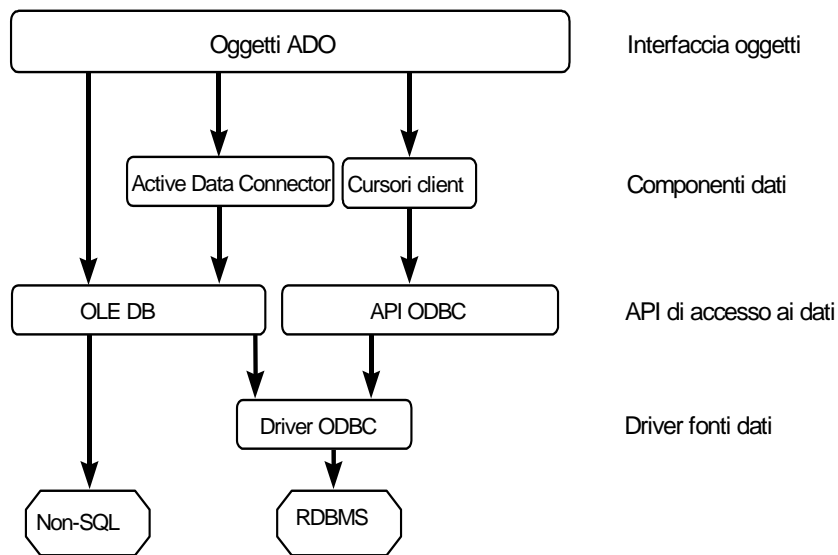 Oggetti ADO
Interfaccia oggetti
Active Data Connector
Cursori client
Componenti dati
OLE DB
API ODBC
API di accesso ai dati
Driver ODBC
Driver fonti dati
Non-SQL
RDBMS